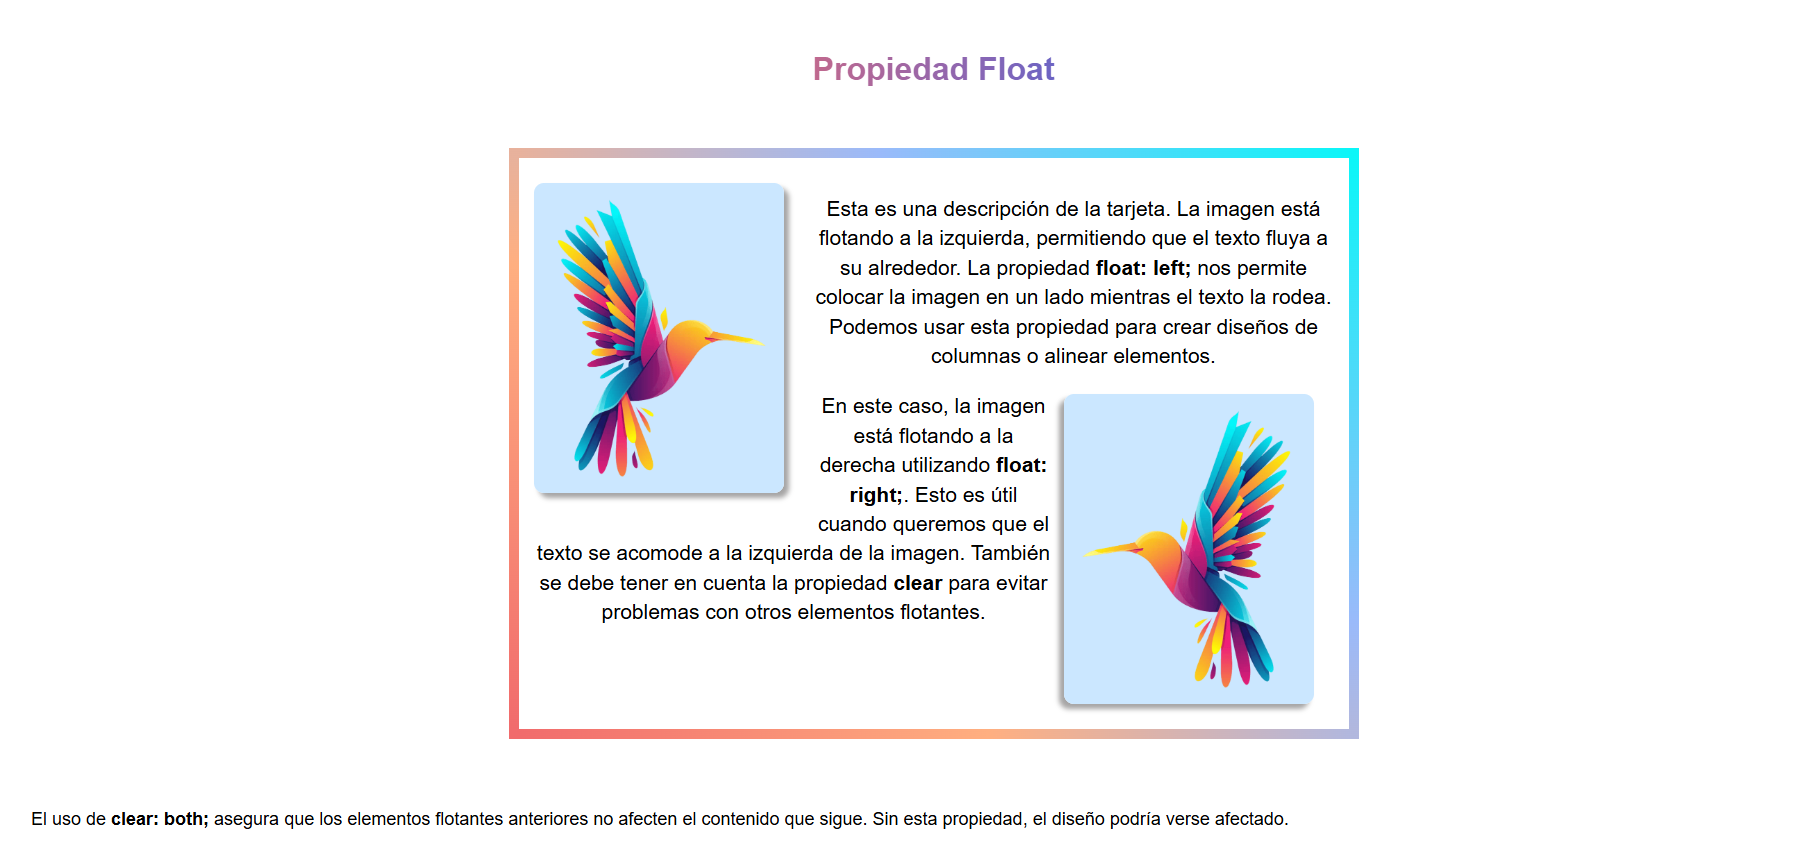 Propiedad Float
Esta es una descripción de la tarjeta. La imagen está
flotando a la izquierda, permitiendo que el texto fluya a
su alrededor. La propiedad float: left; nos permite
colocar la imagen en un lado mientras el texto la rodea.
Podemos usar esta propiedad para crear diseños de
columnas o alinear elementos.
En este caso, la imagen
está flotando a la
derecha utilizando float:
right;. Esto es útil
cuando queremos que el
texto se acomode a la izquierda de la imagen. También
se debe tener en cuenta la propiedad clear para evitar
problemas con otros elementos flotantes.
El uso de clear: both; asegura que los elementos flotantes anteriores no afecten el contenido que sigue. Sin esta propiedad, el diseño podría verse afectado.